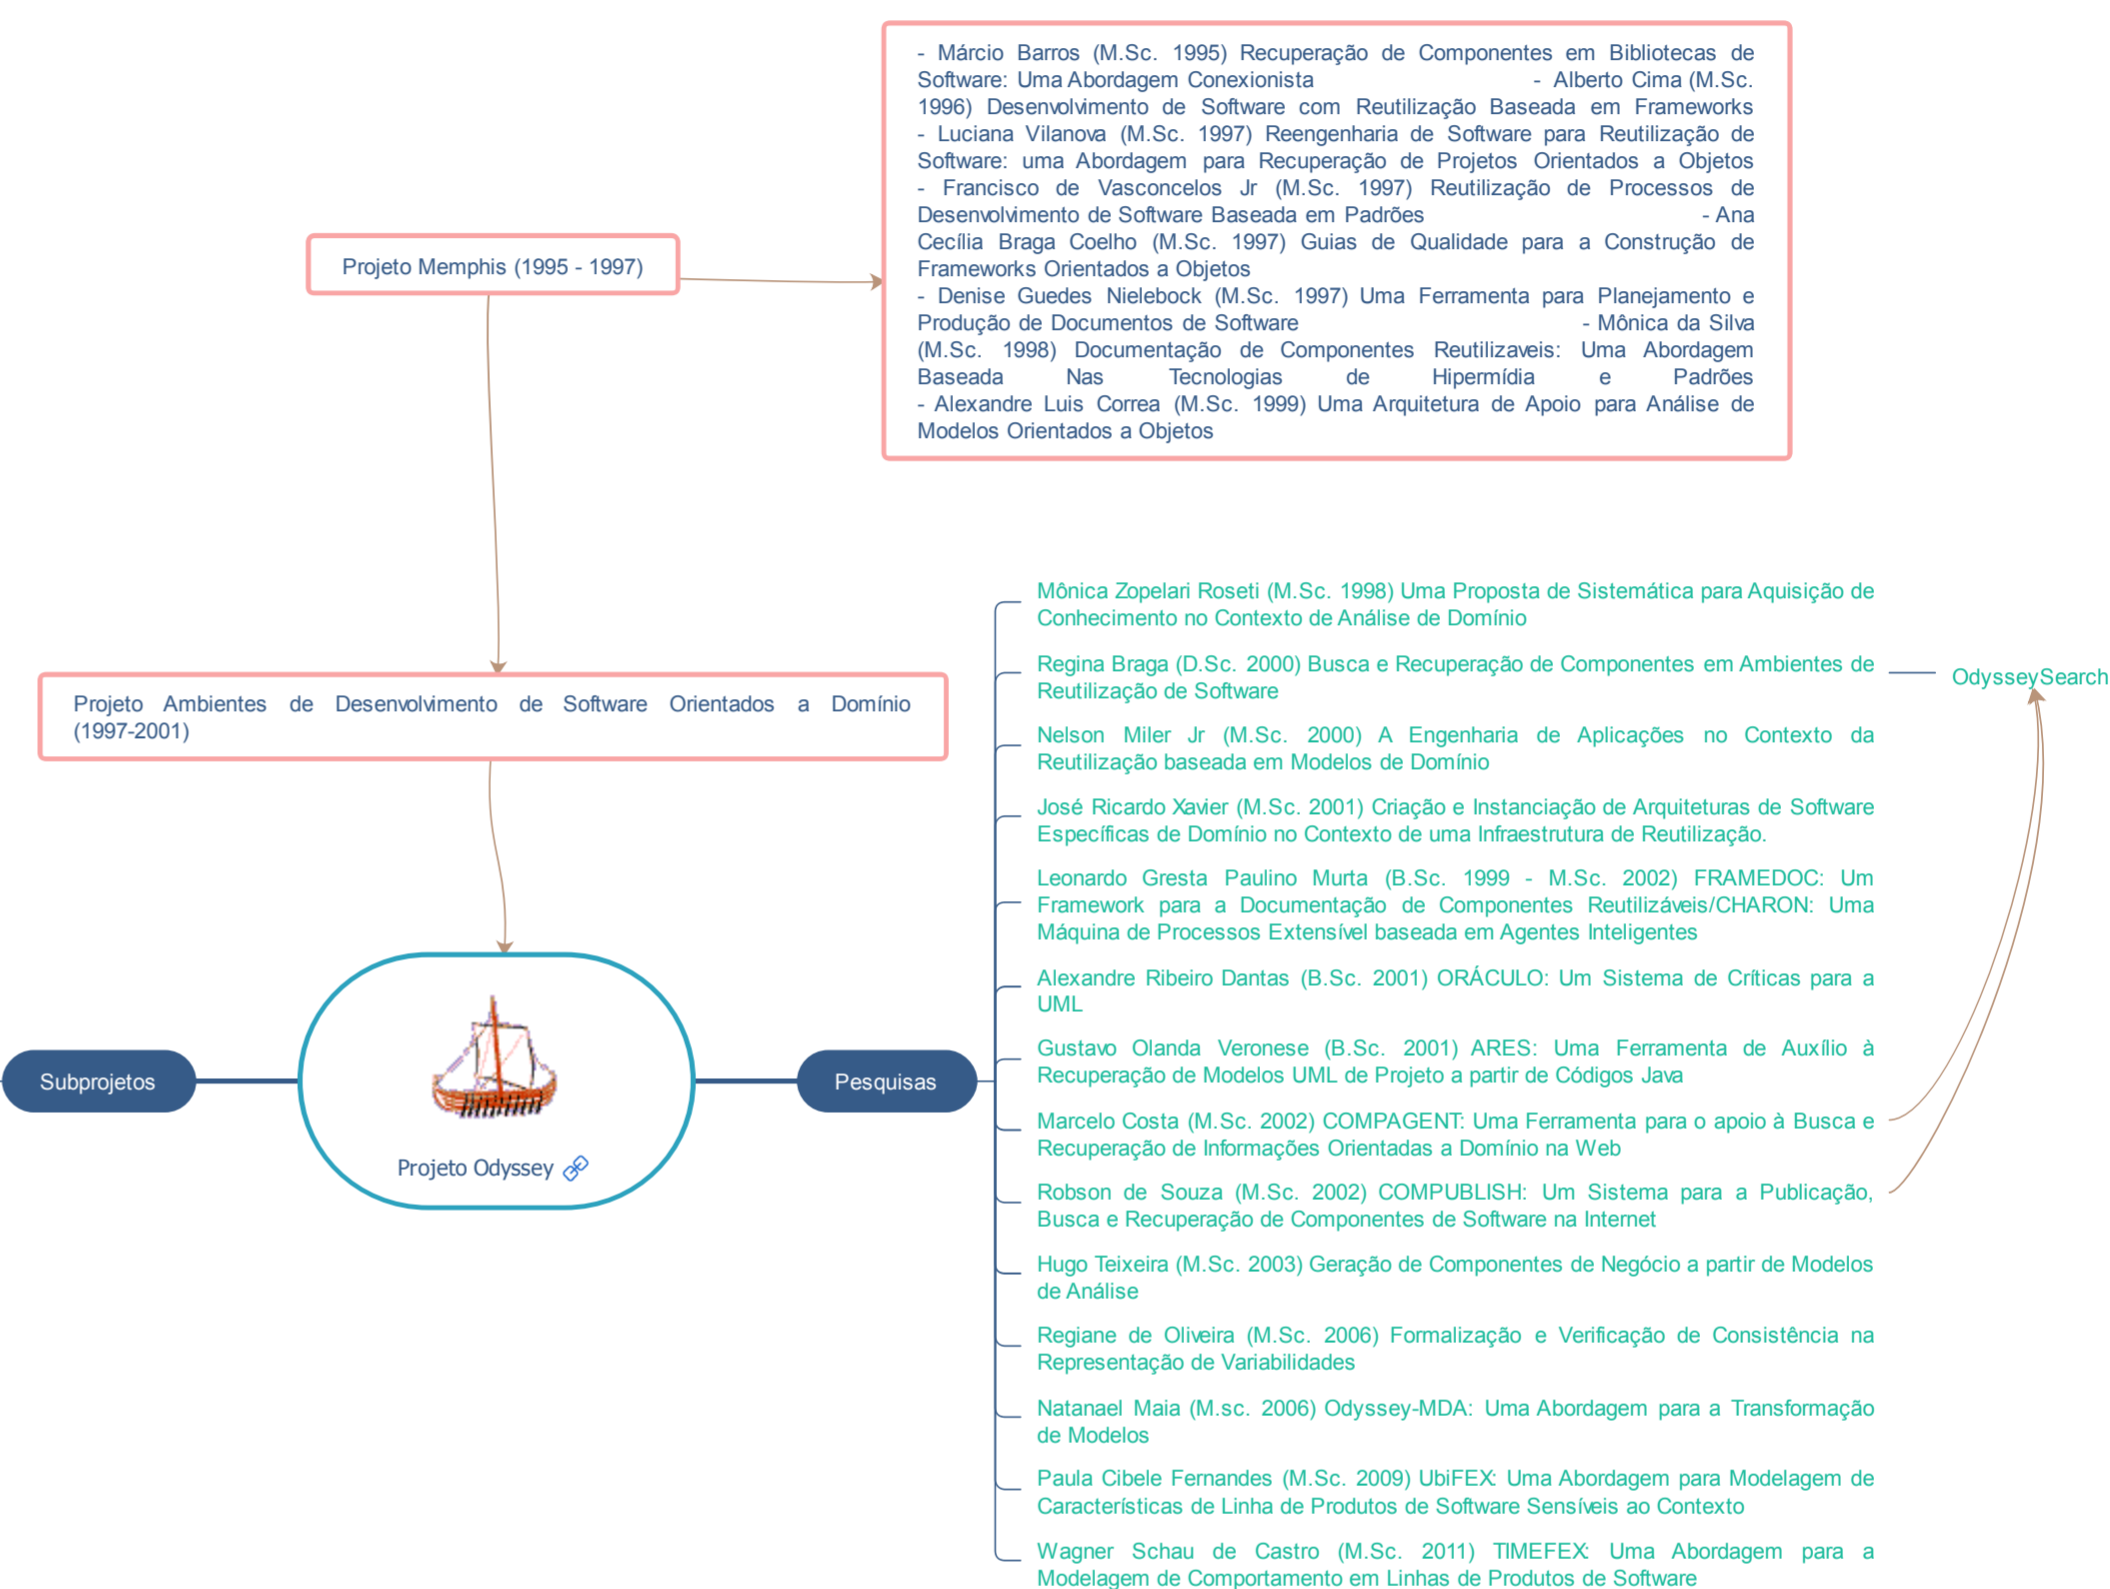 - Márcio Barros (M.Sc. 1995) Recuperação de Componentes em Bibliotecas de
Software: Uma Abordagem Conexionista - Alberto Cima (M.Sc.
1996) Desenvolvimento de Software com Reutilização Baseada em Frameworks
- Luciana Vilanova (M.Sc. 1997) Reengenharia de Software para Reutilização de
Software: uma Abordagem para Recuperação de Projetos Orientados a Objetos
- Francisco de Vasconcelos Jr (M.Sc. 1997) Reutilização de Processos de
Desenvolvimento de Software Baseada em Padrões - Ana
Cecília Braga Coelho (M.Sc. 1997) Guias de Qualidade para a Construção de
Frameworks Orientados a Objetos
- Denise Guedes Nielebock (M.Sc. 1997) Uma Ferramenta para Planejamento e
Produção de Documentos de Software - Mônica da Silva
(M.Sc. 1998) Documentação de Componentes Reutilizaveis: Uma Abordagem
Baseada Nas Tecnologias de Hipermídia e Padrões
- Alexandre Luis Correa (M.Sc. 1999) Uma Arquitetura de Apoio para Análise de
Modelos Orientados a Objetos
Projeto Memphis (1995 - 1997)
Projeto Ambientes de Desenvolvimento de Software Orientados a Domínio
(1997-2001)
Subprojetos
Projeto Odyssey
Pesquisas
Mônica Zopelari Roseti (M.Sc. 1998) Uma Proposta de Sistemática para Aquisição de
Conhecimento no Contexto de Análise de Domínio
Regina Braga (D.Sc. 2000) Busca e Recuperação de Componentes em Ambientes de
Reutilização de Software
OdysseySearch
Nelson Miler Jr (M.Sc. 2000) A Engenharia de Aplicações no Contexto da
Reutilização baseada em Modelos de Domínio
José Ricardo Xavier (M.Sc. 2001) Criação e Instanciação de Arquiteturas de Software
Específicas de Domínio no Contexto de uma Infraestrutura de Reutilização.
Leonardo Gresta Paulino Murta (B.Sc. 1999 - M.Sc. 2002) FRAMEDOC: Um
Framework para a Documentação de Componentes Reutilizáveis/CHARON: Uma
Máquina de Processos Extensível baseada em Agentes Inteligentes
Alexandre Ribeiro Dantas (B.Sc. 2001) ORÁCULO: Um Sistema de Críticas para a
UML
Gustavo Olanda Veronese (B.Sc. 2001) ARES: Uma Ferramenta de Auxílio à
Recuperação de Modelos UML de Projeto a partir de Códigos Java
Marcelo Costa (M.Sc. 2002) COMPAGENT: Uma Ferramenta para o apoio à Busca e
Recuperação de Informações Orientadas a Domínio na Web
Robson de Souza (M.Sc. 2002) COMPUBLISH: Um Sistema para a Publicação,
Busca e Recuperação de Componentes de Software na Internet
Hugo Teixeira (M.Sc. 2003) Geração de Componentes de Negócio a partir de Modelos
de Análise
Regiane de Oliveira (M.Sc. 2006) Formalização e Verificação de Consistência na
Representação de Variabilidades
Natanael Maia (M.sc. 2006) Odyssey-MDA: Uma Abordagem para a Transformação
de Modelos
Paula Cibele Fernandes (M.Sc. 2009) UbiFEX: Uma Abordagem para Modelagem de
Características de Linha de Produtos de Software Sensíveis ao Contexto
Wagner Schau de Castro (M.Sc. 2011) TIMEFEX: Uma Abordagem para a
Modelagem de Comportamento em Linhas de Produtos de Software